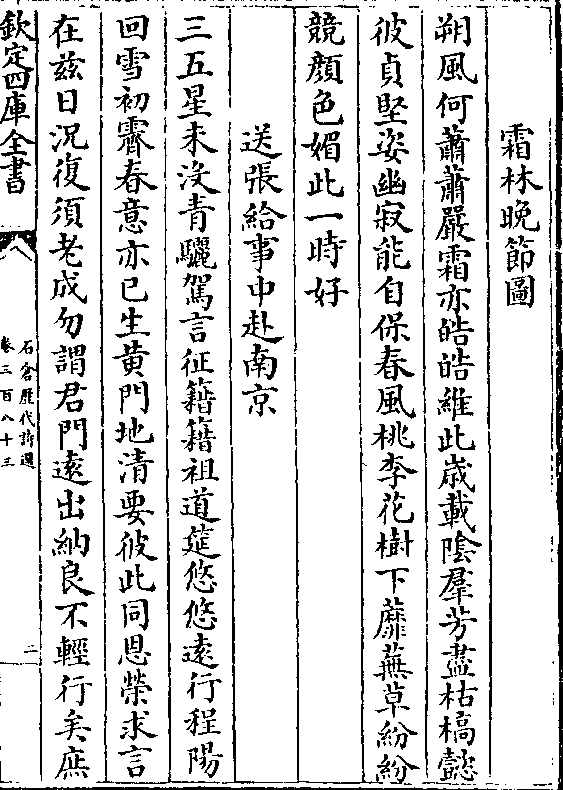 霜林晚節圖
朔風何蕭蕭嚴霜亦皓皓維此歲載陰羣芳盡枯槁懿
彼貞堅姿幽寂能自保春風桃李花樹下蘼蕪草紛紛
競顔色媚此一時好
送張給事中赴南京
三五星未沒青驪駕言征籍籍祖道莚悠悠遠行程陽
回雪初霽春意亦已生黄門地清要彼此同恩榮求言
在兹日況復須老成勿謂君門遠出納良不輕行矣庶
欽定四庫全書
石倉歷代詩選
卷三百八十三
二